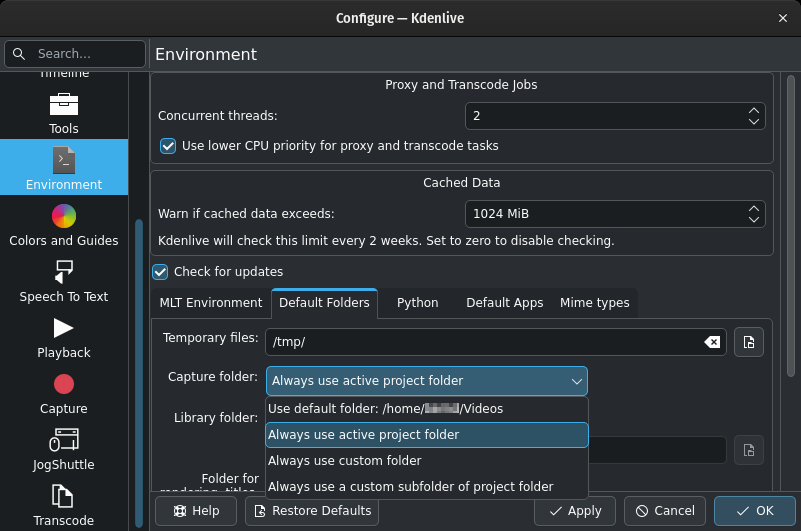 Configure — Kdenlive
Search...
Environment
Timeline
Tools
Environment
Colors and Guides
Speech To Text
Playback
Capture
JogShuttle
Transcode
Proxy and Transcode Jobs
Concurrent threads:
2
Use lower CPU priority for proxy and transcode tasks
Cached Data
Warn if cached data exceeds:
1024 MiB
Kdenlive will check this limit every 2 weeks. Set to zero to disable checking.
Check for updates
MLT Environment
Default Folders
Python
Default Apps
Mime types
Temporary files:
/tmp/
Capture folder:
Always use active project folder
Use default folder: /home/ /Videos
Library folder:
Always use active project folder
Always use custom folder
Folder for
Always use a custom subfolder of project folder
rendering, titles,
Help
Restore Defaults
Apply
Cancel
OK